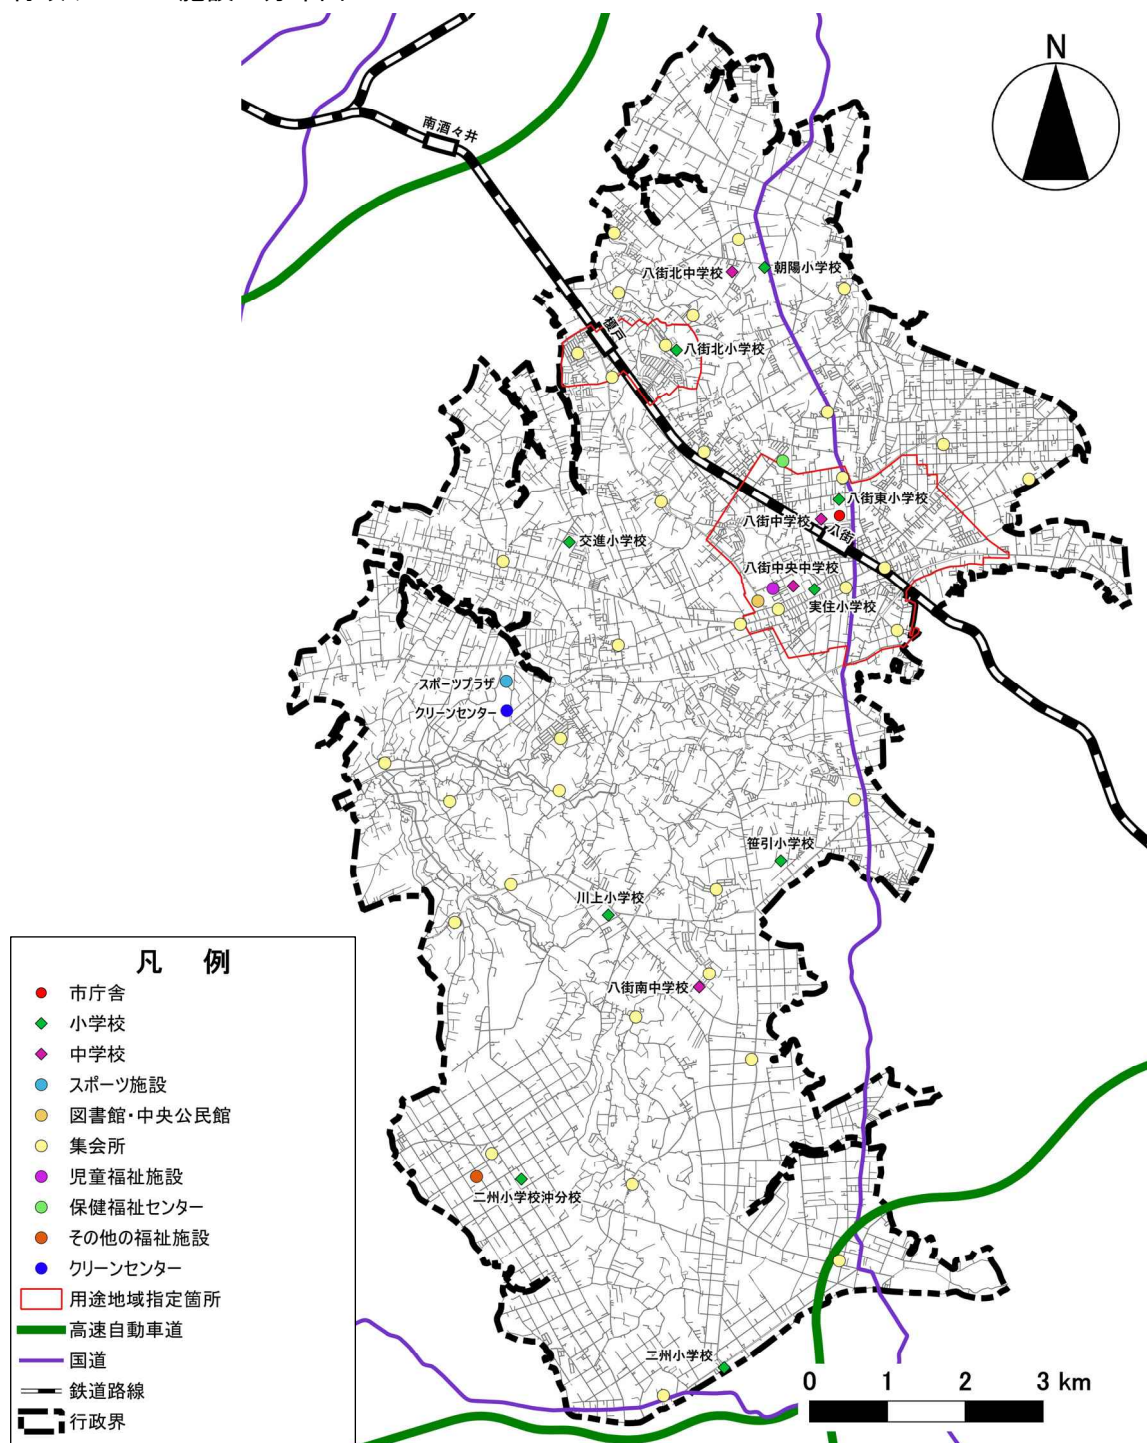 N
南酒々井
八街北中学校
朝陽小学校
榎戸
八街北小学校
八街東小学校
八街中学校
八街
交進小学校
八街中央中学校
実住小学校
スポーツプラザ
クリーンセンター
笹引小学校
川上小学校
八街南中学校
二州小学校沖分校
二州小学校
凡 例
市庁舎
小学校
中学校
スポーツ施設
図書館・中央公民館
集会所
児童福祉施設
保健福祉センター
その他の福祉施設
クリーンセンター
用途地域指定箇所
高速自動車道
国道
鉄道路線
行政界
0 1 2 3 km